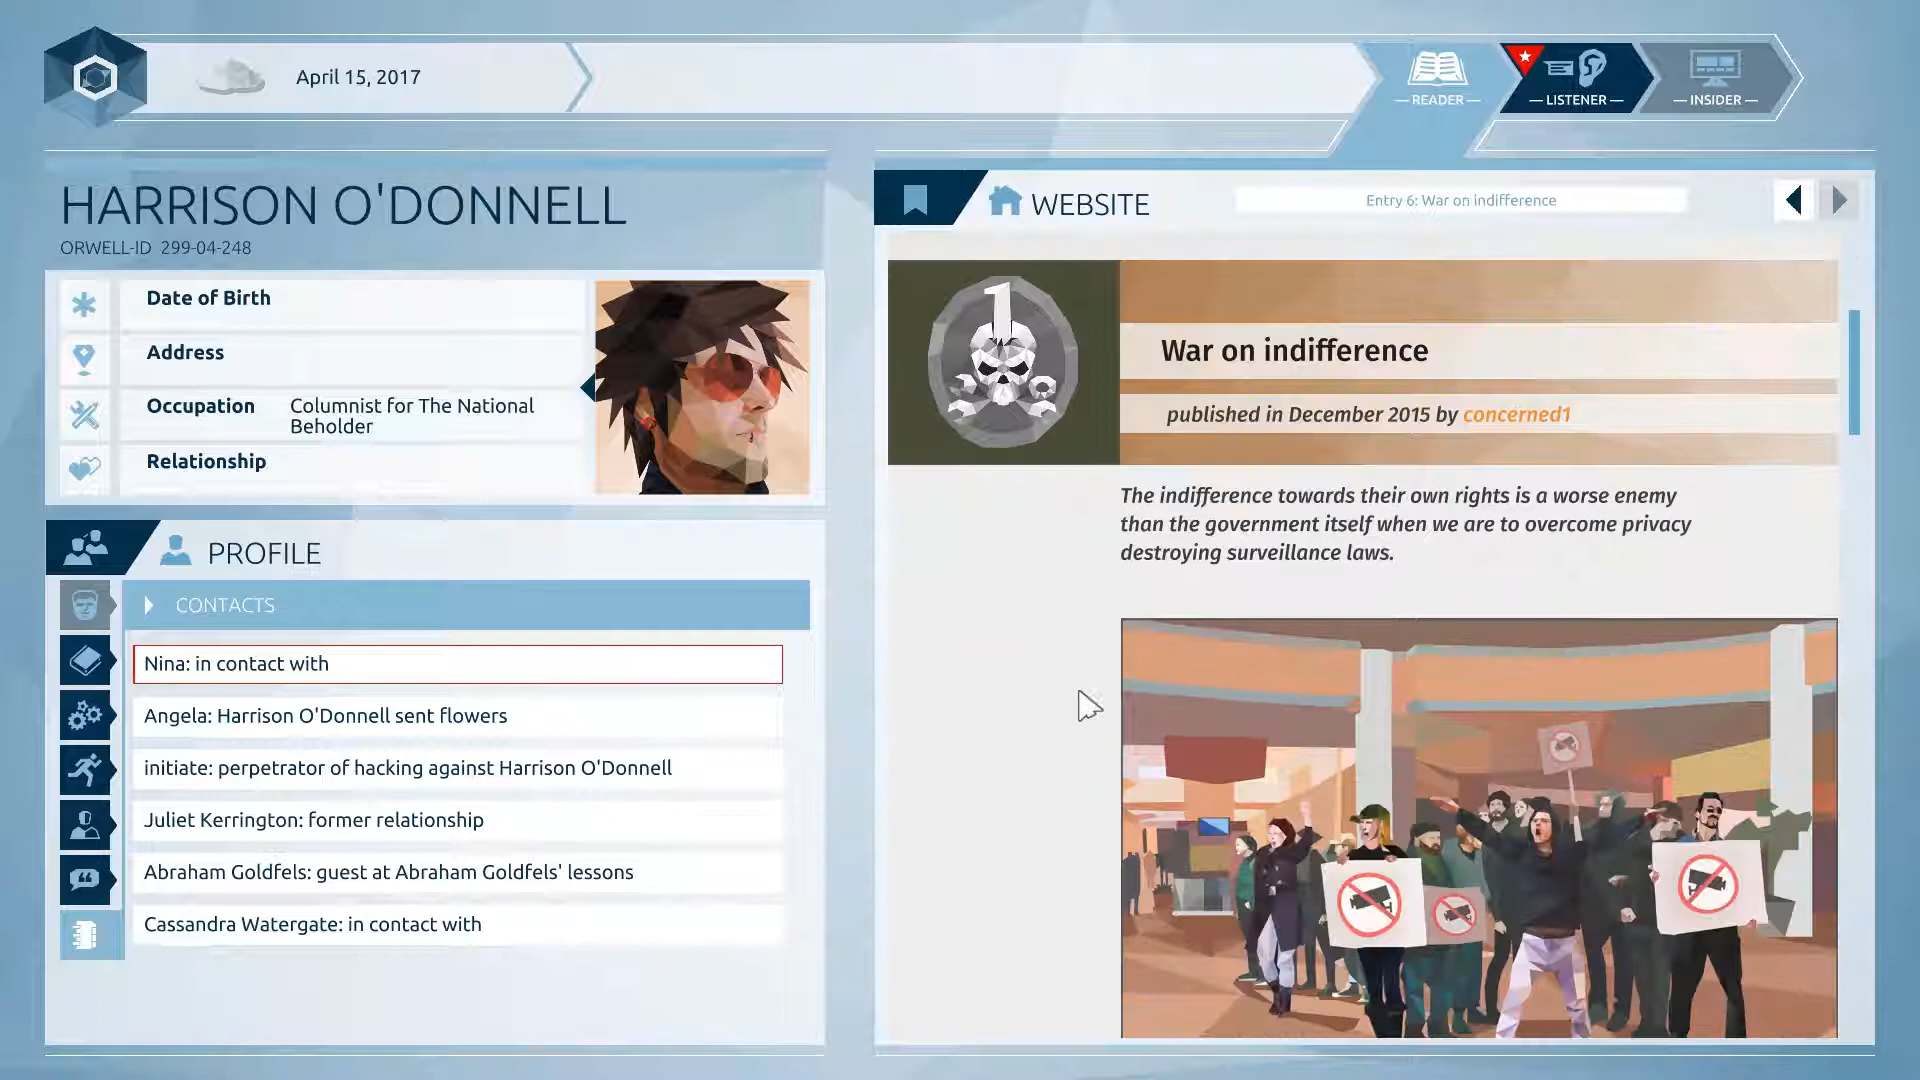 April 15, 2017
READER
LISTENER
INSIDER
HARRISON O'DONNELL
ORWELL-ID 299-04-248
Date of Birth
Address
Occupation Columnist for The National
Beholder
Relationship
PROFILE
CONTACTS
Nina: in contact with
Angela: Harrison O'Donnell sent flowers
initiate: perpetrator of hacking against Harrison O'Donnell
Juliet Kerrington: former relationship
Abraham Goldfels: guest at Abraham Goldfels' lessons
Cassandra Watergate: in contact with
WEBSITE
Entry 6: War on indifference
1
War on indifference
published in December 2015 by concerned1
The indifference towards their own rights is a worse enemy
than the government itself when we are to overcome privacy
destroying surveillance laws.